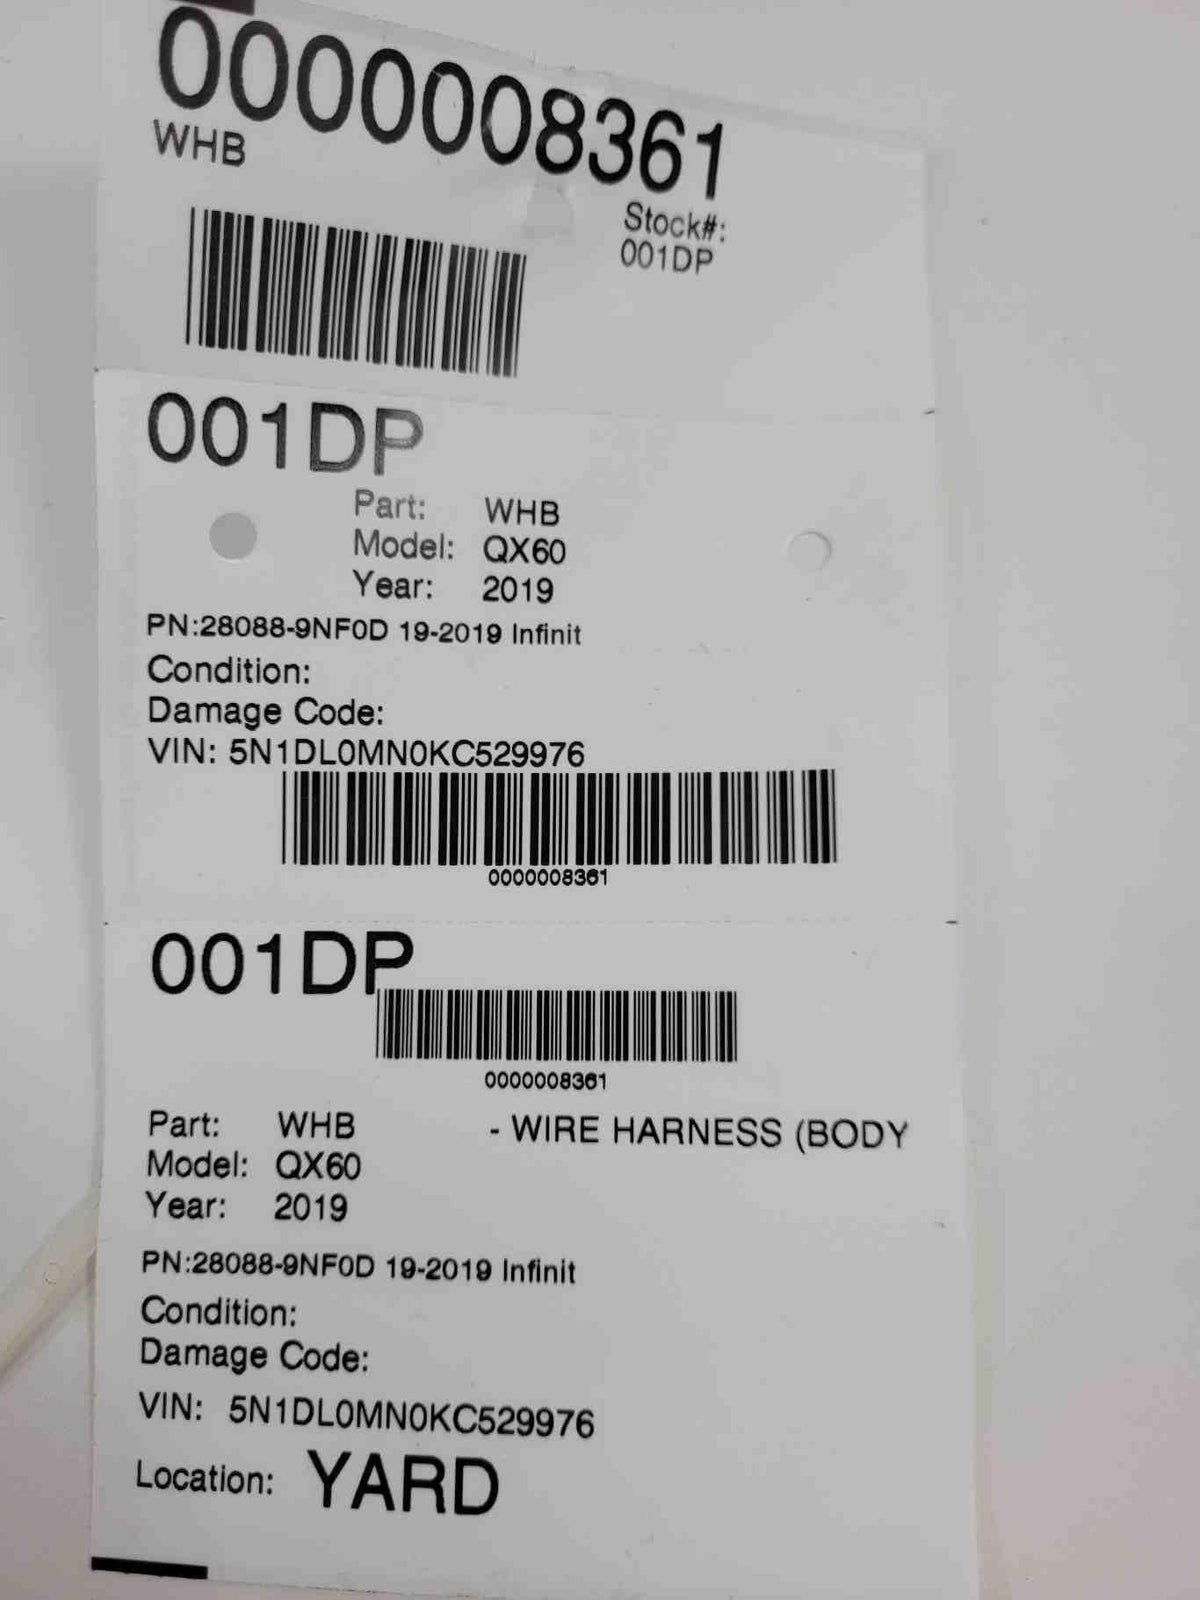 0000008361
WHB
Stock#:
001DP
001DP
Part: WHB
Model: QX60
Year: 2019
PN:28088-9NF0D 19-2019 Infinit
Condition:
Damage Code:
VIN: 5N1DL0MN0KC529976
0000008361
001DP
0000008361
Part: WHB - WIRE HARNESS (BODY
Model: QX60
Year: 2019
PN:28088-9NF0D 19-2019 Infinit
Condition:
Damage Code:
VIN: 5N1DL0MN0KC529976
Location: YARD